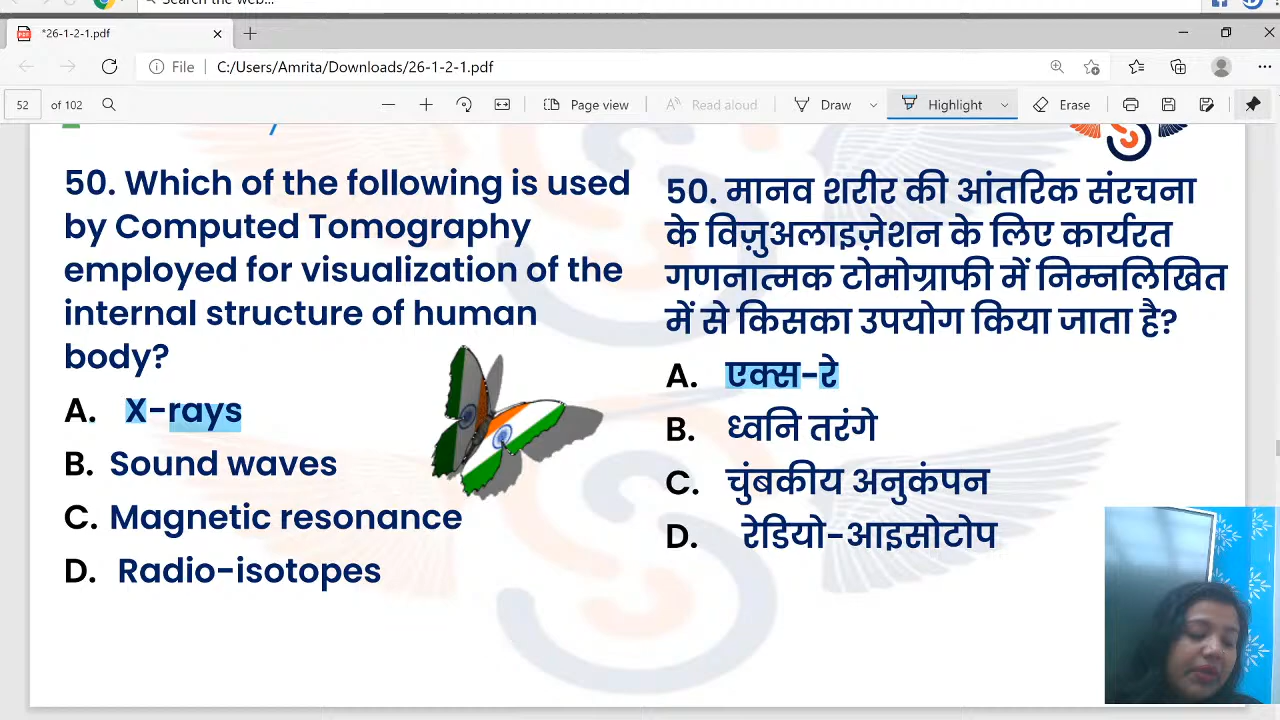 Search the web...
*26-1-2-1.pdf
File C:/Users/Amrita/Downloads/26-1-2-1.pdf
52 of 102 Page view Read aloud Draw Highlight Erase
50. Which of the following is used
by Computed Tomography
employed for visualization of the
internal structure of human
body?
A. X-rays
B. Sound waves
C. Magnetic resonance
D. Radio-isotopes
50. मानव शरीर की आंतरिक संरचना
के विज़ुअलाइज़ेशन के लिए कार्यरत
गणनात्मक टोमोग्राफी में निम्नलिखित
में से किसका उपयोग किया जाता है?
A. एक्स-रे
B. ध्वनि तरंगे
C. चुंबकीय अनुकंपन
D. रेडियो-आइसोटोप